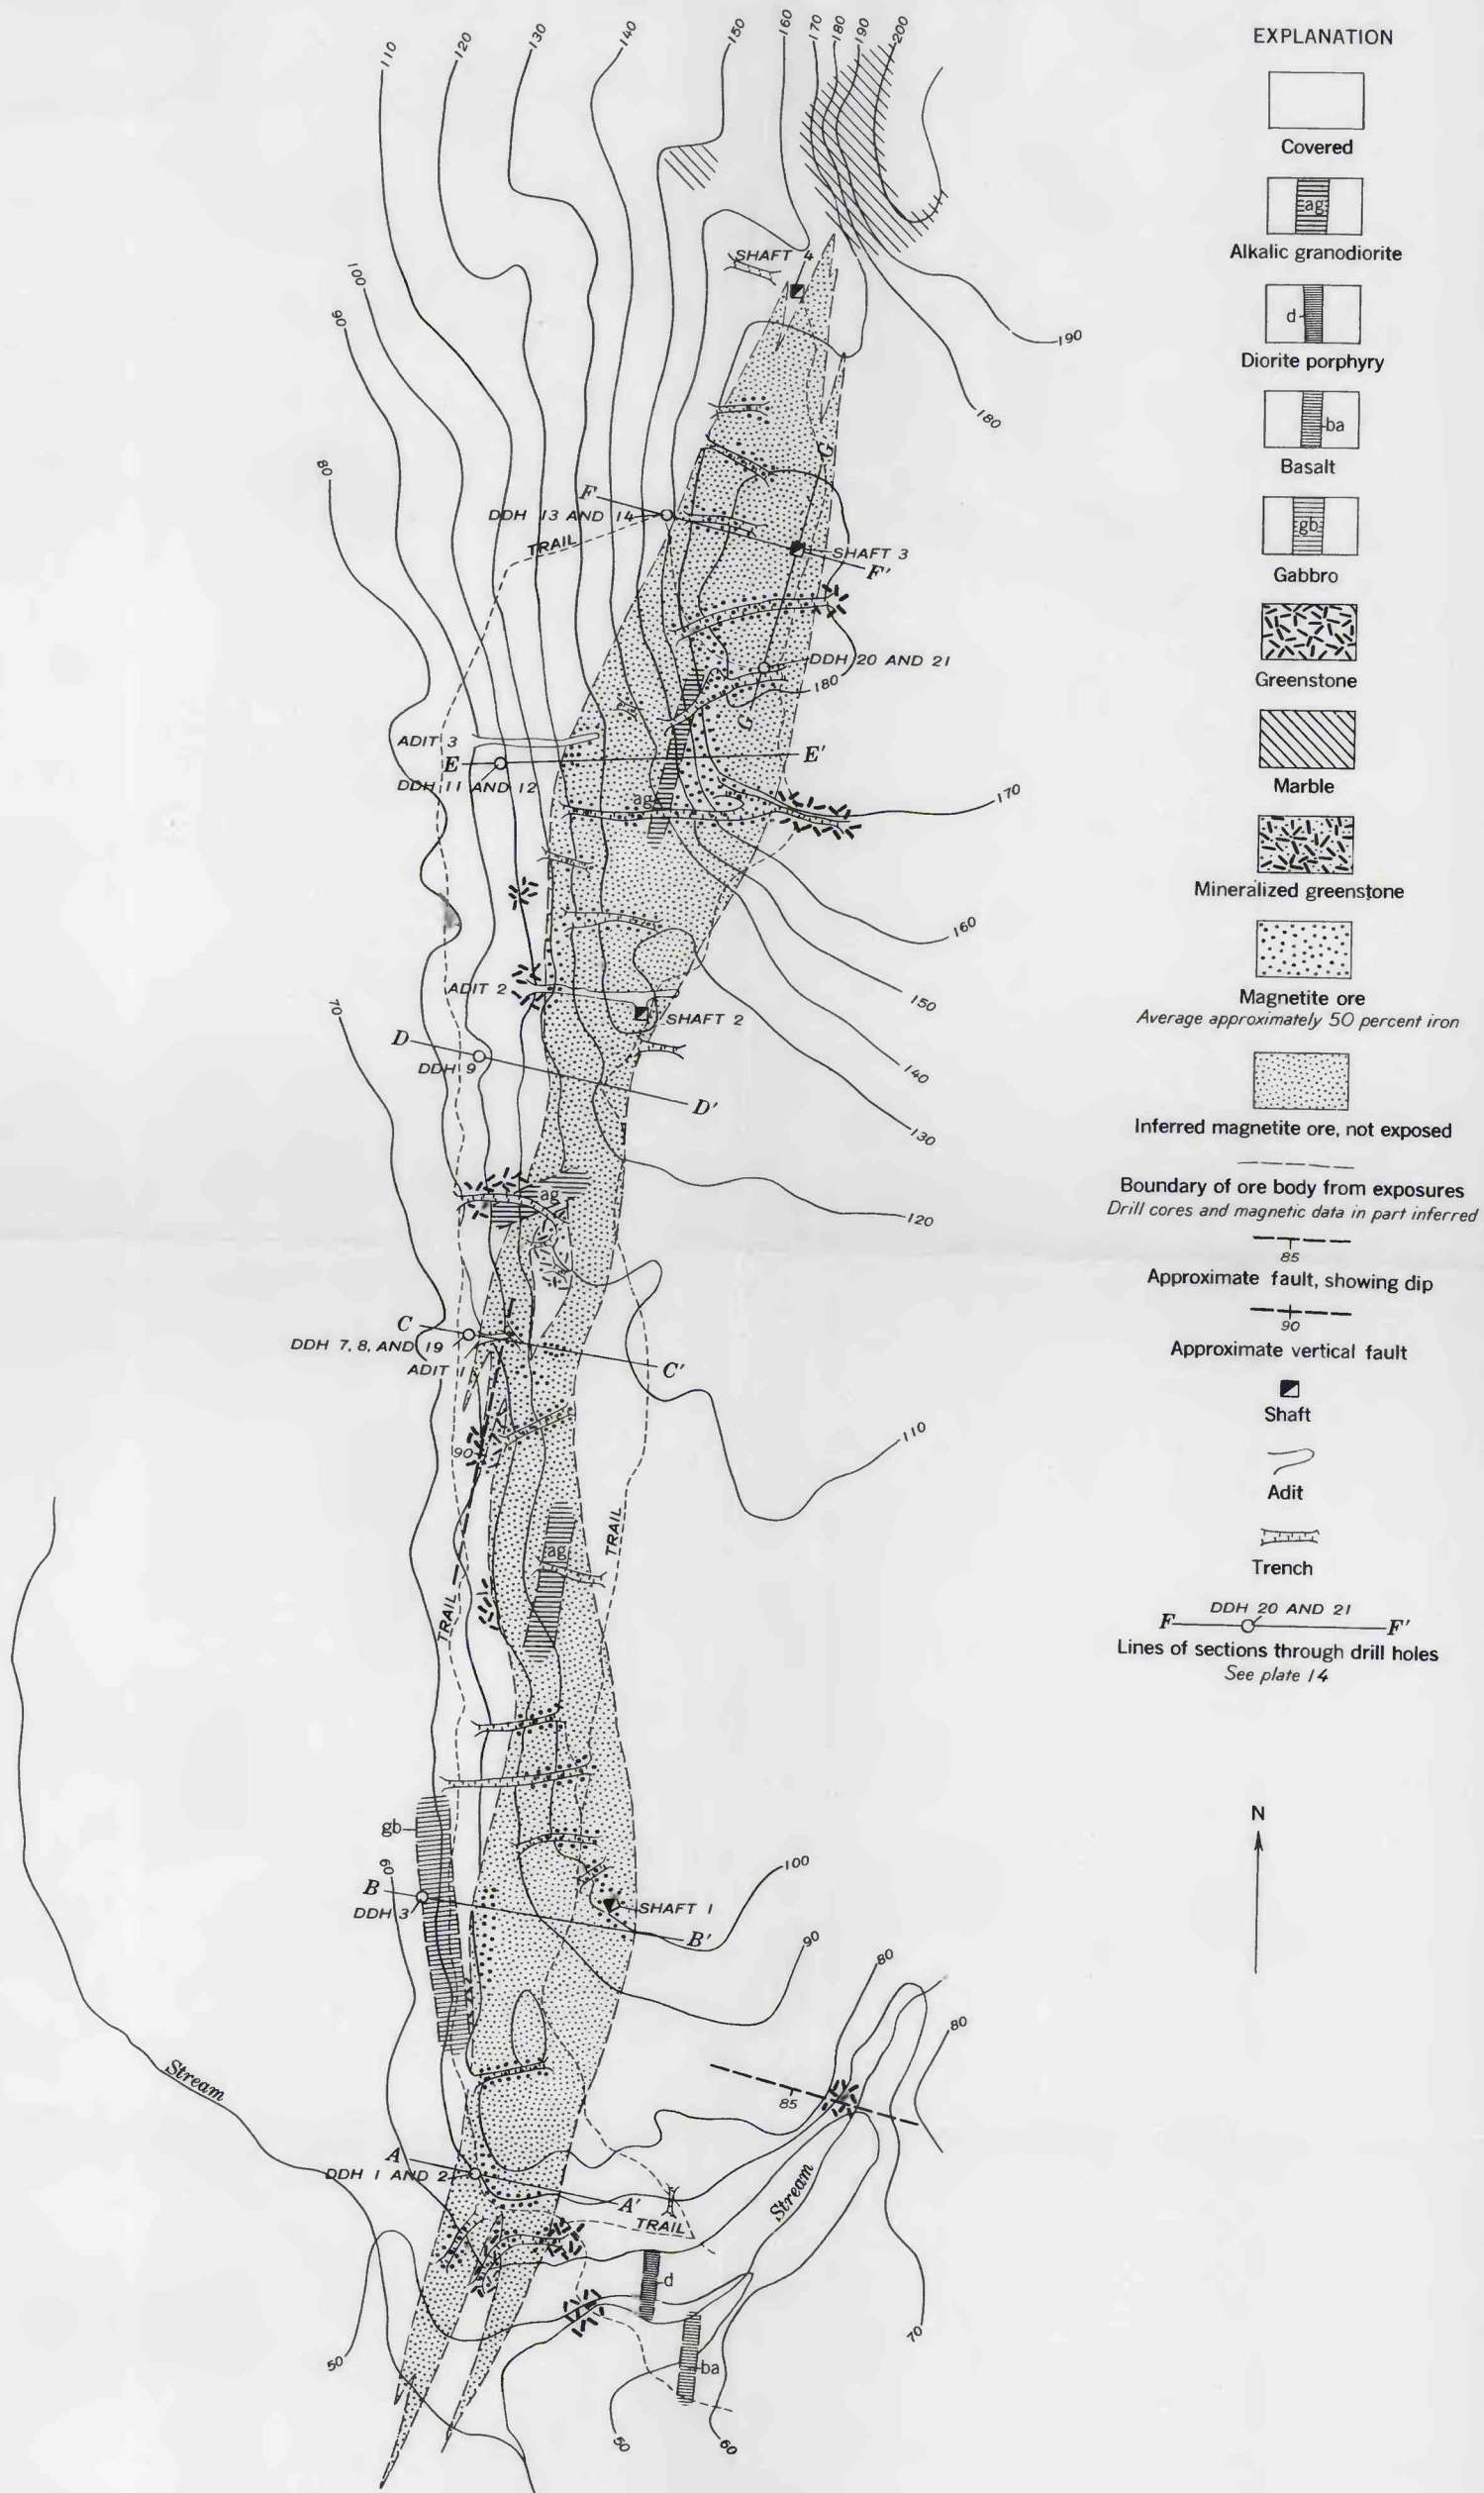 110
120
130
140
150
160
170
180
190
200
EXPLANATION
Covered
ag
Alkalic granodiorite
d
Diorite porphyry
ba
Basalt
gb
Gabbro
Greenstone
Marble
Mineralized greenstone
Magnetite ore
Average approximately 50 percent iron
Inferred magnetite ore, not exposed
Boundary of ore body from exposures
Drill cores and magnetic data in part inferred
85
Approximate fault, showing dip
90
Approximate vertical fault
Shaft
Adit
Trench
DDH 20 AND 21
F F'
Lines of sections through drill holes
See plate 14
N
SHAFT 4
100
90
190
180
80
G
F
DDH 13 AND 14
TRAIL
SHAFT 3
F'
DDH 20 AND 21
180
G
ADIT 3
E
E'
DDH 11 AND 12
ag
170
160
150
ADIT 2
SHAFT 2
70
D
DDH 9
D'
140
130
ag
120
C
DDH 7, 8, AND 19
ADIT 1
C'
110
90
ag
TRAIL
TRAIL
gb
60
B
DDH 3
SHAFT 1
B'
100
90
80
80
Stream
85
A
DDH 1 AND 2
A'
TRAIL
Stream
d
ba
50
50
60
70